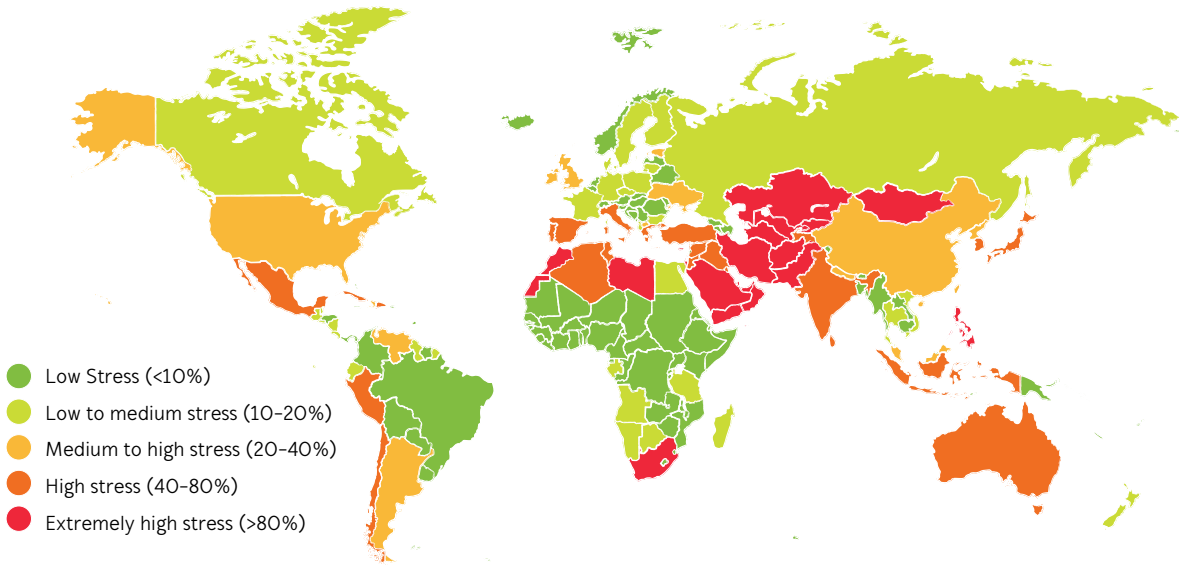 Low Stress (<10%)
Low to medium stress (10–20%)
Medium to high stress (20–40%)
High stress (40–80%)
Extremely high stress (>80%)